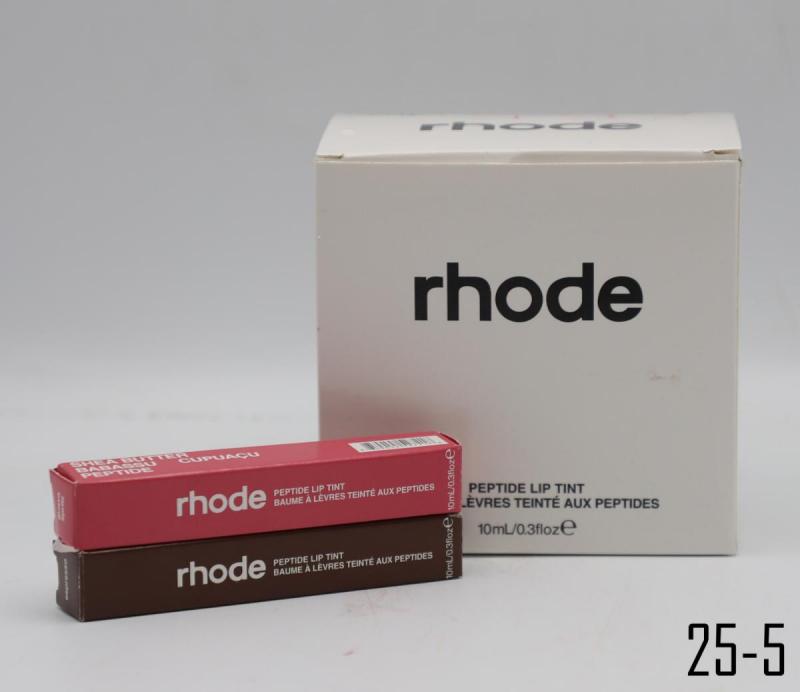 rhode
rhode
PEPTIDE LIP TINT
LÈVRES TEINTÉ AUX PEPTIDES
10mL/0.3floz℮
SHEA BUTTER
BABASSU CUPUAÇU
PEPTIDE
rhode PEPTIDE LIP TINT
BAUME À LÈVRES TEINTÉ AUX PEPTIDES
10mL/0.3floz℮
espresso
rhode PEPTIDE LIP TINT
BAUME À LÈVRES TEINTÉ AUX PEPTIDES
10mL/0.3floz℮
25-5